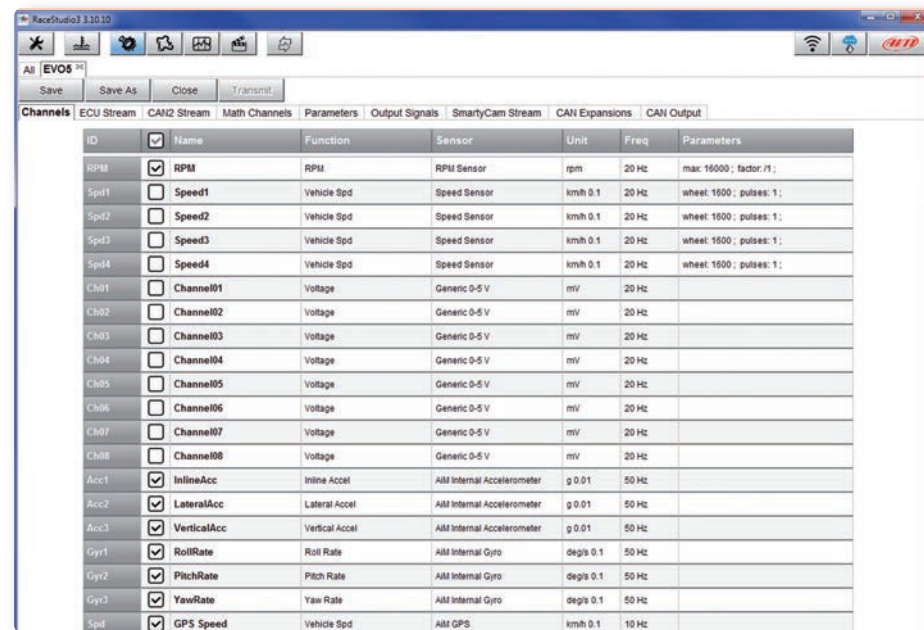 RaceStudio3 3.10.10
AiM
All EVO5
Save Save As Close Transmit
Channels ECU Stream CAN2 Stream Math Channels Parameters Output Signals SmartyCam Stream CAN Expansions CAN Output
ID Name Function Sensor Unit Freq Parameters
RPM RPM RPM RPM Sensor rpm 20 Hz max: 16000 ; factor: /1 ;
Spd1 Speed1 Vehicle Spd Speed Sensor km/h 0.1 20 Hz wheel: 1600 ; pulses: 1 ;
Spd2 Speed2 Vehicle Spd Speed Sensor km/h 0.1 20 Hz wheel: 1600 ; pulses: 1 ;
Spd3 Speed3 Vehicle Spd Speed Sensor km/h 0.1 20 Hz wheel: 1600 ; pulses: 1 ;
Spd4 Speed4 Vehicle Spd Speed Sensor km/h 0.1 20 Hz wheel: 1600 ; pulses: 1 ;
Ch01 Channel01 Voltage Generic 0-5 V mV 20 Hz
Ch02 Channel02 Voltage Generic 0-5 V mV 20 Hz
Ch03 Channel03 Voltage Generic 0-5 V mV 20 Hz
Ch04 Channel04 Voltage Generic 0-5 V mV 20 Hz
Ch05 Channel05 Voltage Generic 0-5 V mV 20 Hz
Ch06 Channel06 Voltage Generic 0-5 V mV 20 Hz
Ch07 Channel07 Voltage Generic 0-5 V mV 20 Hz
Ch08 Channel08 Voltage Generic 0-5 V mV 20 Hz
Acc1 InlineAcc Inline Accel AiM Internal Accelerometer g 0.01 50 Hz
Acc2 LateralAcc Lateral Accel AiM Internal Accelerometer g 0.01 50 Hz
Acc3 VerticalAcc Vertical Accel AiM Internal Accelerometer g 0.01 50 Hz
Gyr1 RollRate Roll Rate AiM Internal Gyro deg/s 0.1 50 Hz
Gyr2 PitchRate Pitch Rate AiM Internal Gyro deg/s 0.1 50 Hz
Gyr3 YawRate Yaw Rate AiM Internal Gyro deg/s 0.1 50 Hz
Spd GPS Speed Vehicle Spd AiM GPS km/h 0.1 10 Hz